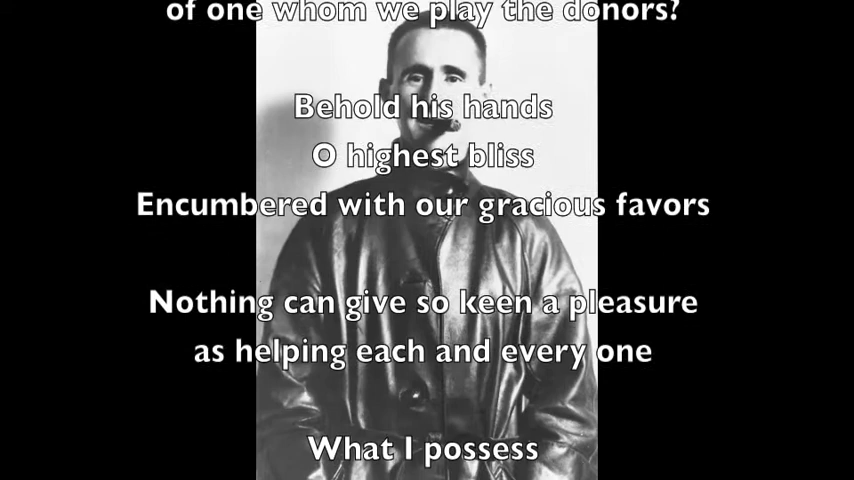 of one whom we play the donors?
Behold his hands
O highest bliss
Encumbered with our gracious favors
Nothing can give so keen a pleasure
as helping each and every one
What I possess